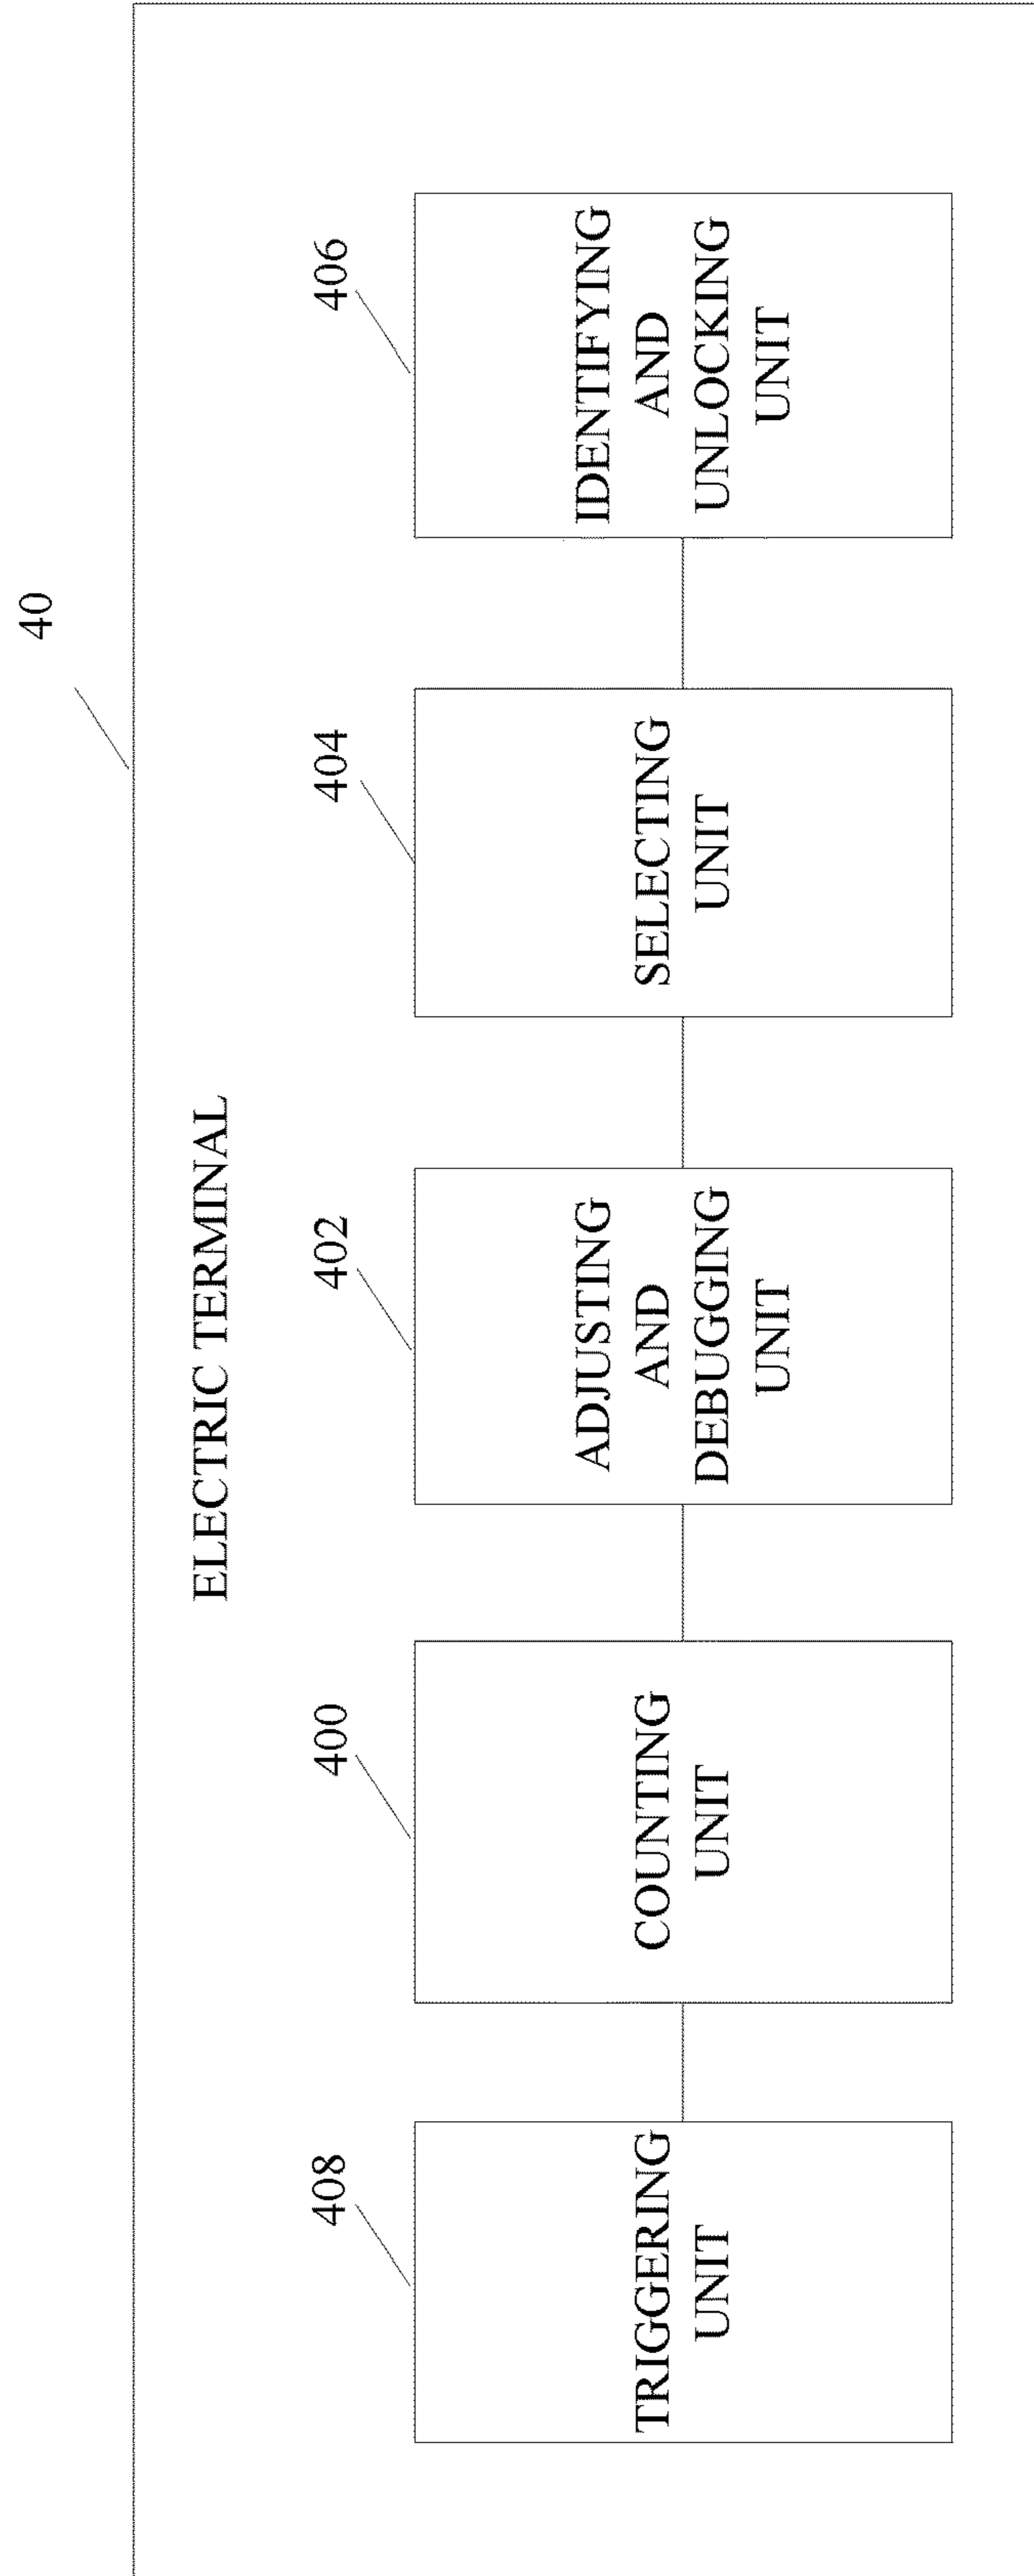 40
ELECTRIC TERMINAL
408
400
402
404
406
TRIGGERING
UNIT
COUNTING
UNIT
ADJUSTING
AND
DEBUGGING
UNIT
SELECTING
UNIT
IDENTIFYING
AND
UNLOCKING
UNIT